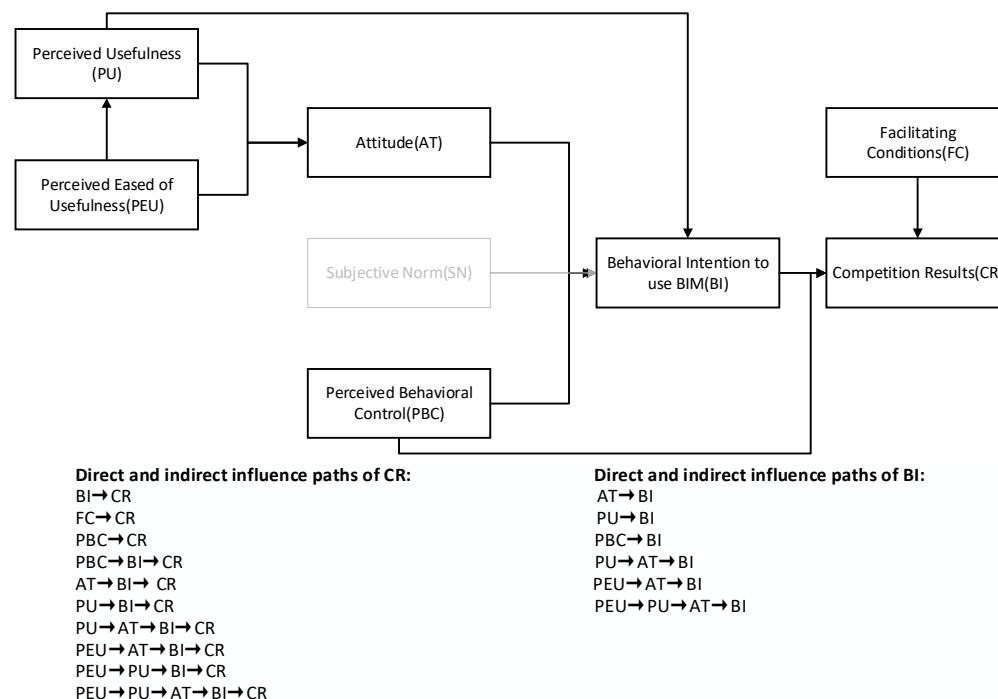 Perceived Usefulness
(PU)
Perceived Eased of
Usefulness(PEU)
Attitude(AT)
Facilitating
Conditions(FC)
Subjective Norm(SN)
Behavioral Intention to
use BIM(BI)
Competition Results(CR
Perceived Behavioral
Control(PBC)
Direct and indirect influence paths of CR:
BI→CR
FC→CR
PBC→CR
PBC→BI→CR
AT→BI→ CR
PU→BI→CR
PU→AT→BI→CR
PEU→AT→BI→CR
PEU→PU→BI→CR
PEU→PU→AT→BI→CR
Direct and indirect influence paths of BI:
AT→BI
PU→BI
PBC→BI
PU→AT→BI
PEU→AT→BI
PEU→PU→AT→BI